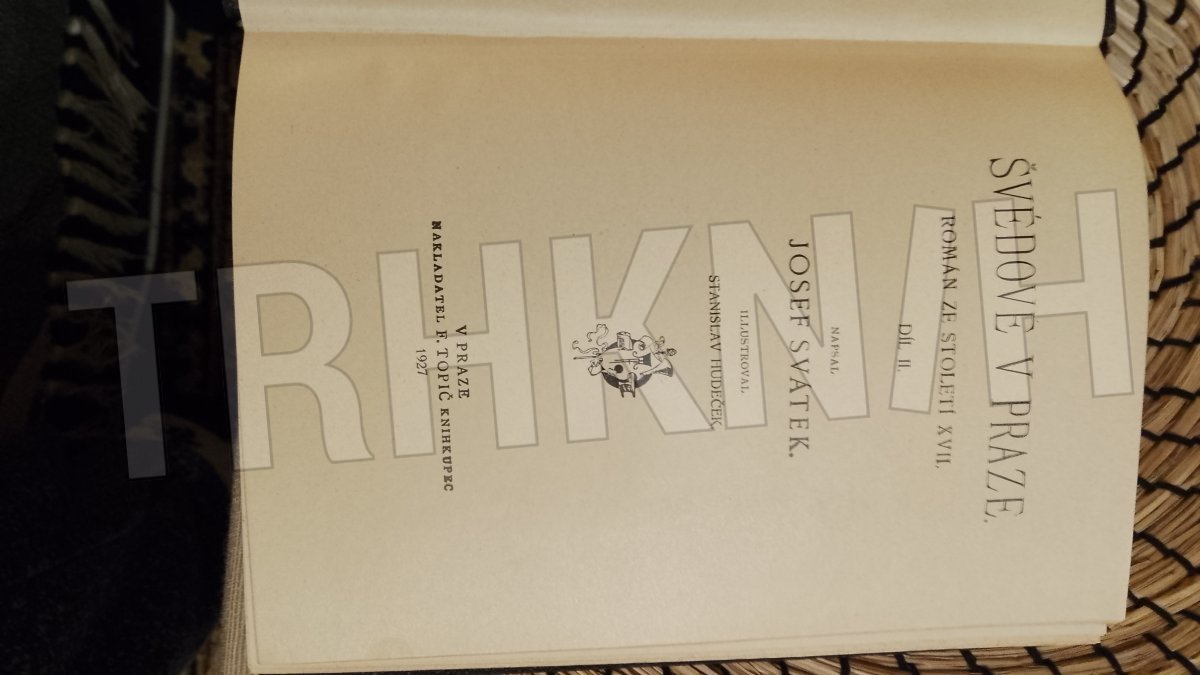 ŠVÉDOVÉ V PRAZE.
ROMÁN ZE STOLETÍ XVII.
DÍL II.
NAPSAL
JOSEF SVÁTEK.
ILLUSTROVAL
STANISLAV HUDEČEK.
V PRAZE
NAKLADATEL F. TOPIČ KNIHKUPEC
1927
TRHKNIH